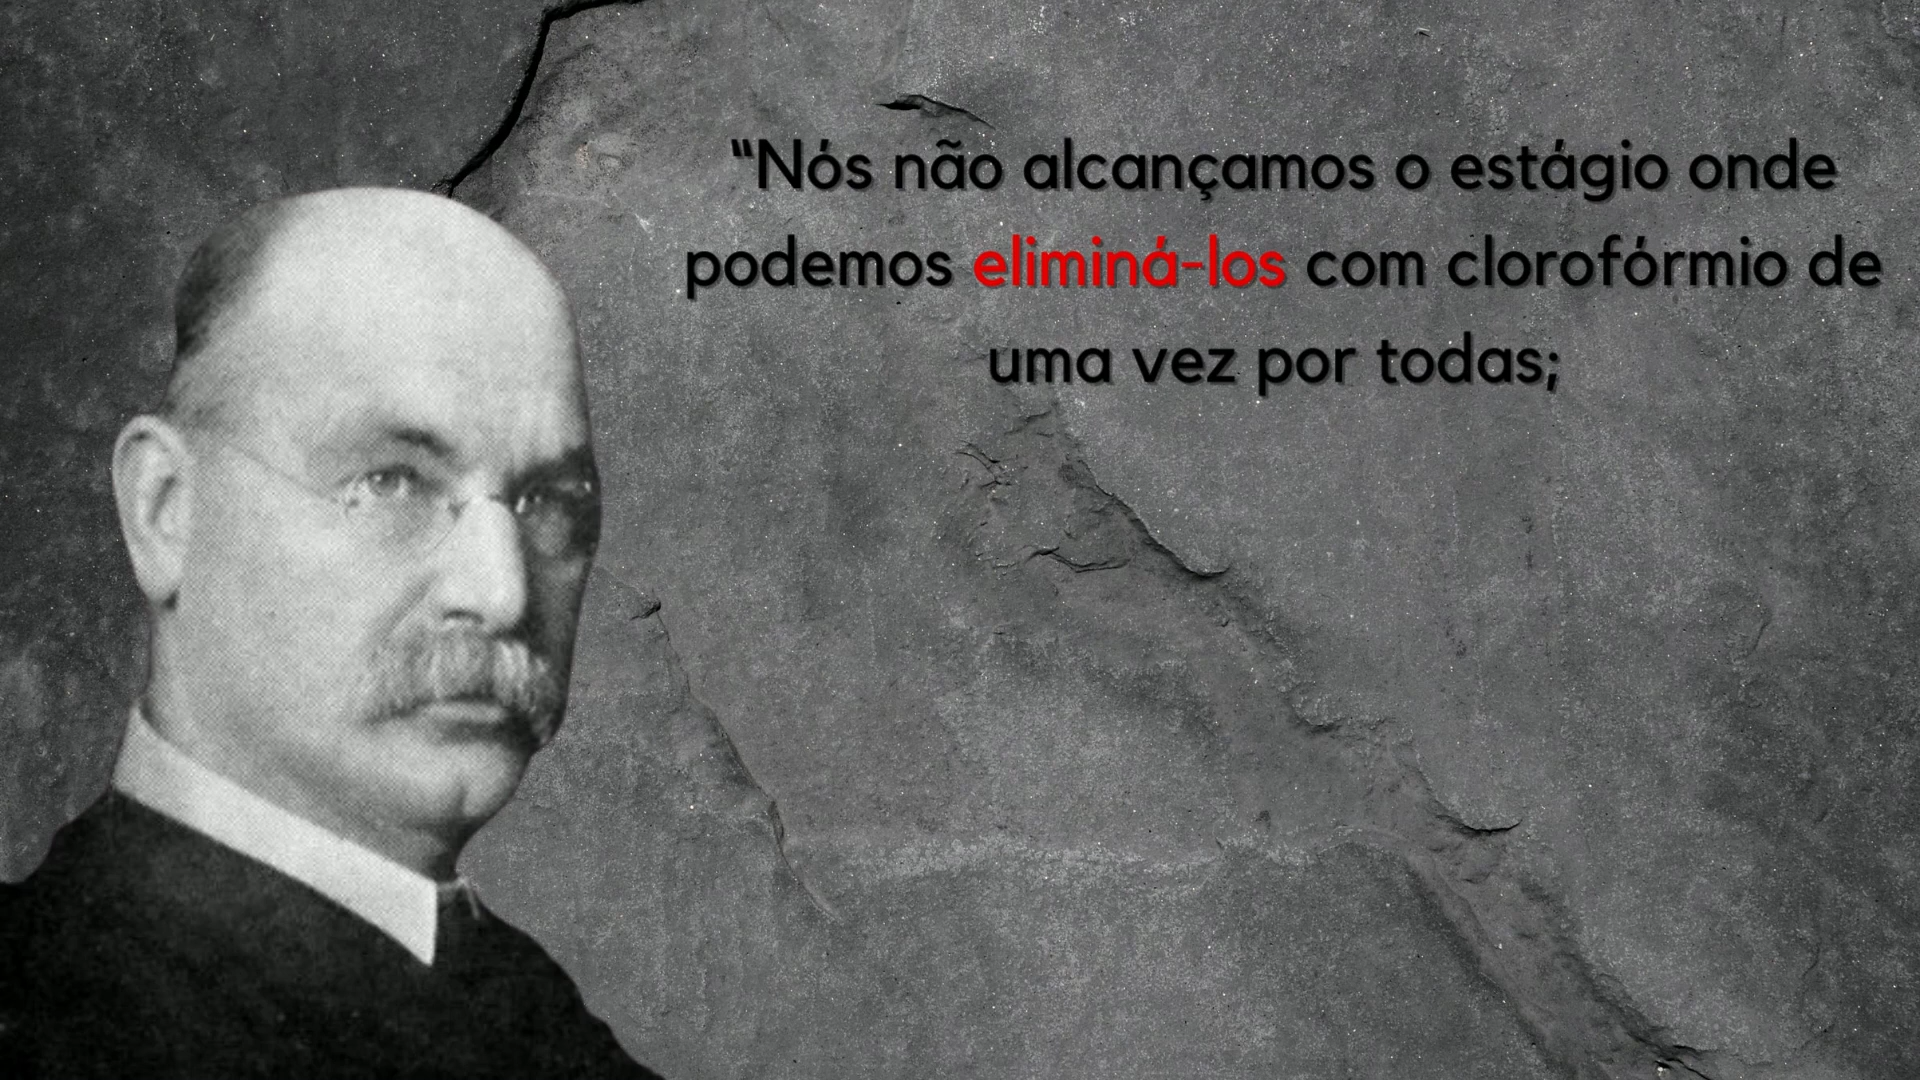 “Nós não alcançamos o estágio onde
podemos eliminá-los com clorofórmio de
uma vez por todas;